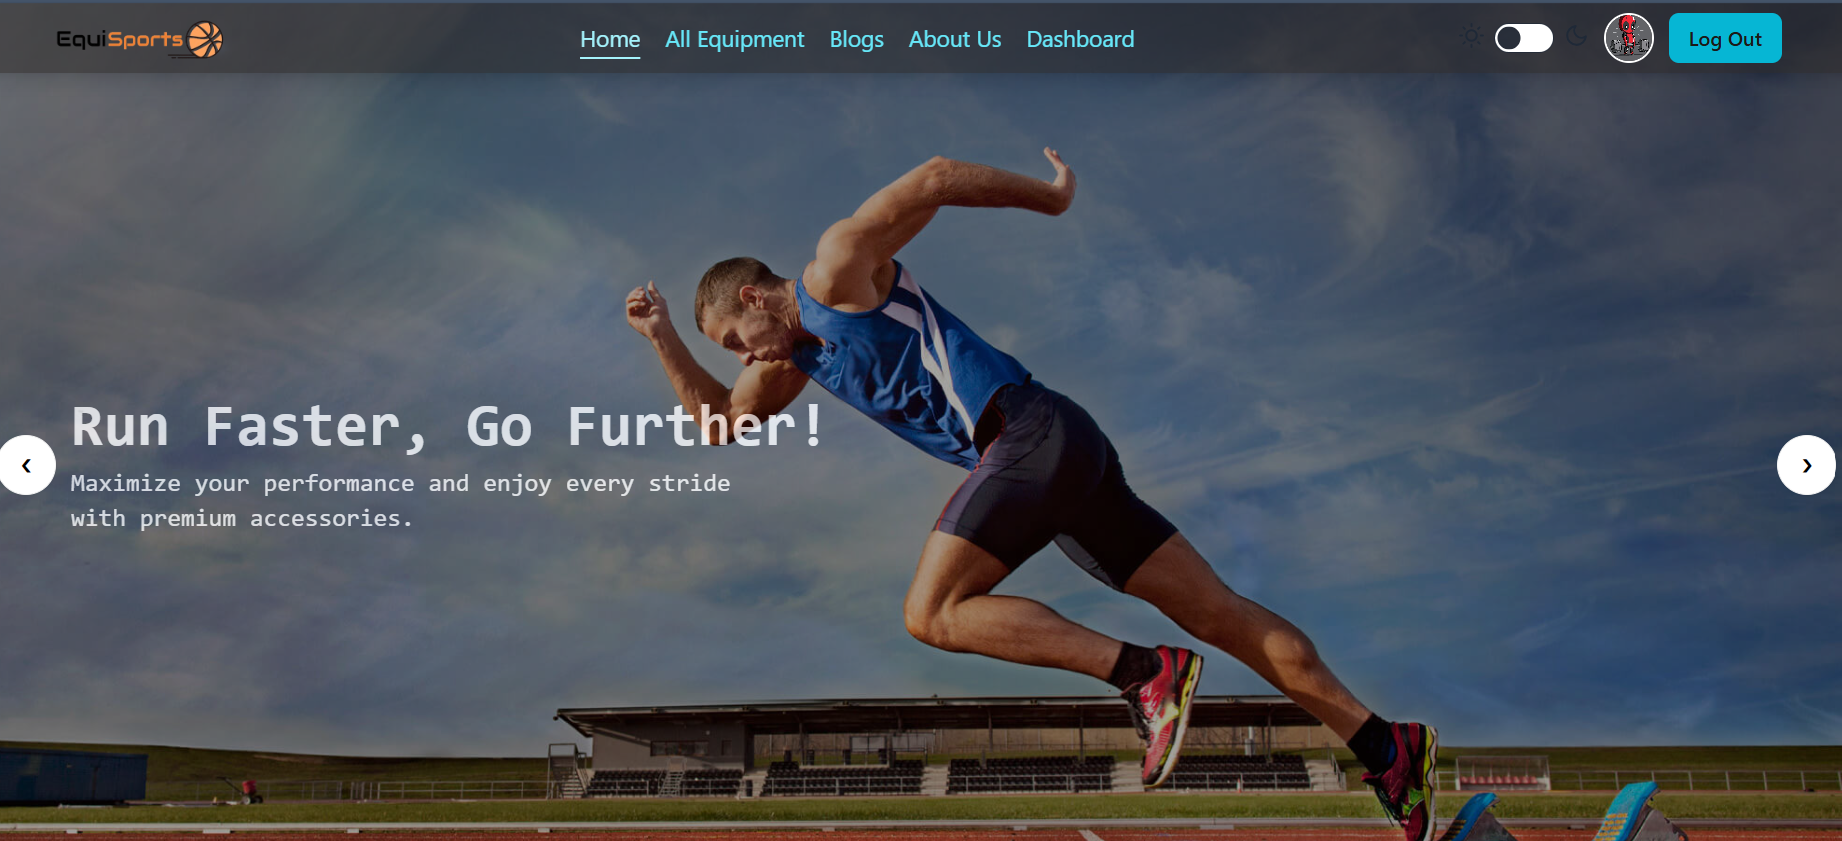 EquiSports
Home
All Equipment
Blogs
About Us
Dashboard
Log Out
Run Faster, Go Further!
Maximize your performance and enjoy every stride
with premium accessories.